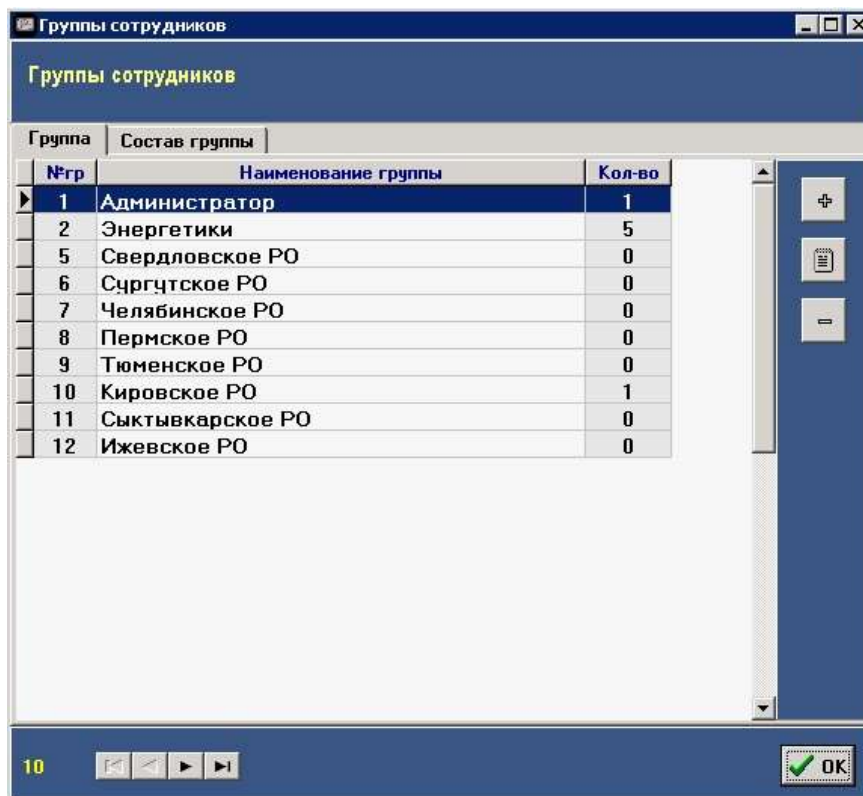 Группы сотрудников
Группы сотрудников
Группа Состав группы
№гр Наименование группы Кол-во
1 Администратор 1
2 Энергетики 5
5 Свердловское РО 0
6 Сургутское РО 0
7 Челябинское РО 0
8 Пермское РО 0
9 Тюменское РО 0
10 Кировское РО 1
11 Сыктывкарское РО 0
12 Ижевское РО 0
10 OK